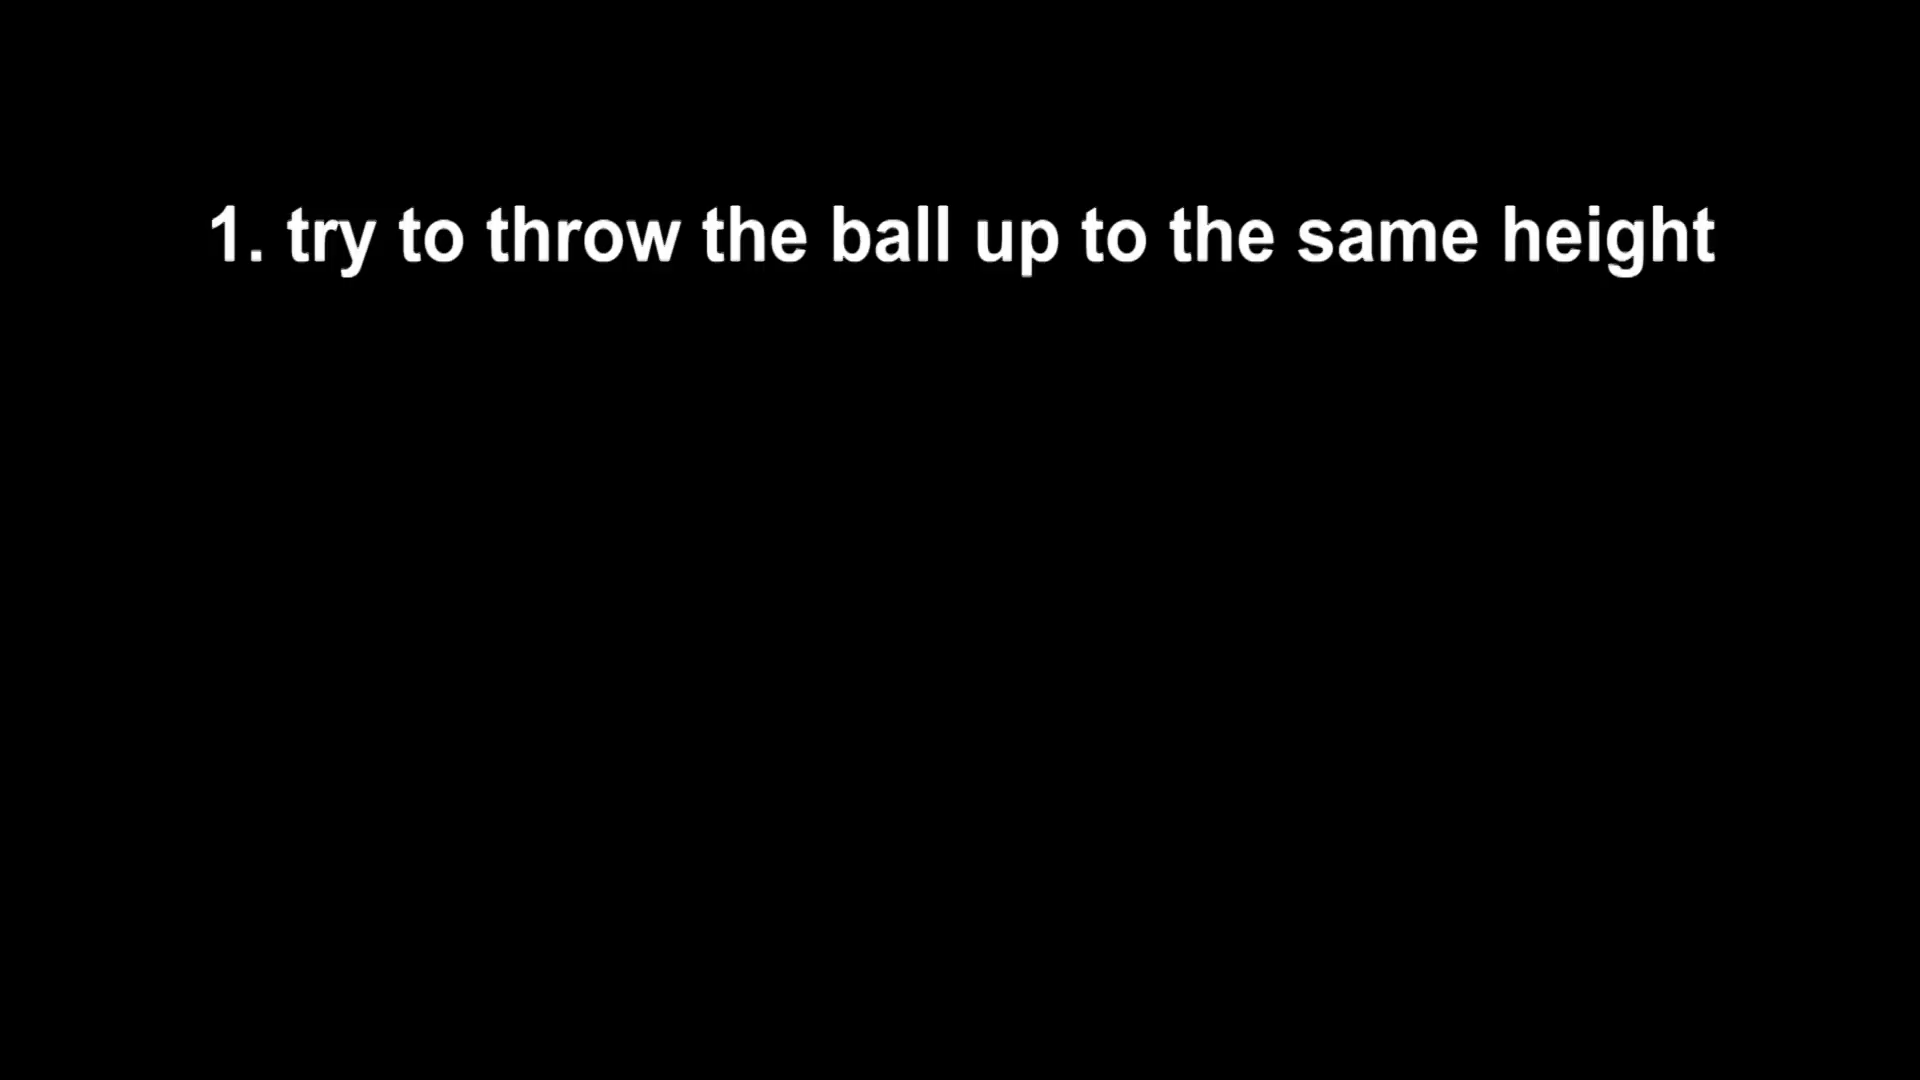 1. try to throw the ball up to the same height